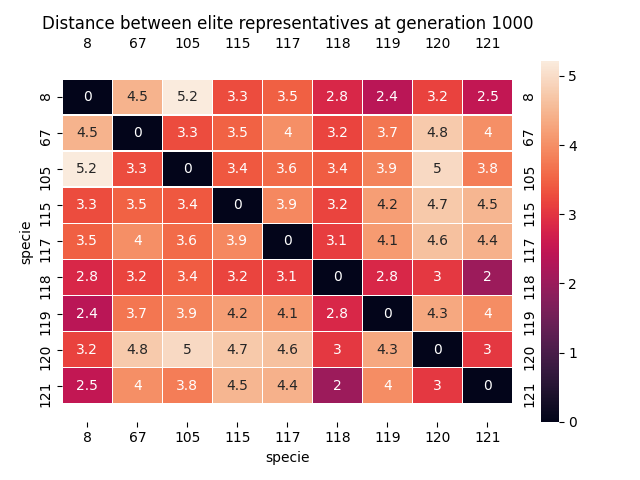 Distance between elite representatives at generation 1000
8 67 105 115 117 118 119 120 121
8 0 4.5 5.2 3.3 3.5 2.8 2.4 3.2 2.5 8
67 4.5 0 3.3 3.5 4 3.2 3.7 4.8 4 67
105 5.2 3.3 0 3.4 3.6 3.4 3.9 5 3.8 105
115 3.3 3.5 3.4 0 3.9 3.2 4.2 4.7 4.5 115
117 3.5 4 3.6 3.9 0 3.1 4.1 4.6 4.4 117
118 2.8 3.2 3.4 3.2 3.1 0 2.8 3 2 118
119 2.4 3.7 3.9 4.2 4.1 2.8 0 4.3 4 119
120 3.2 4.8 5 4.7 4.6 3 4.3 0 3 120
121 2.5 4 3.8 4.5 4.4 2 4 3 0 121
8 67 105 115 117 118 119 120 121
specie
specie
5
4
3
2
1
0